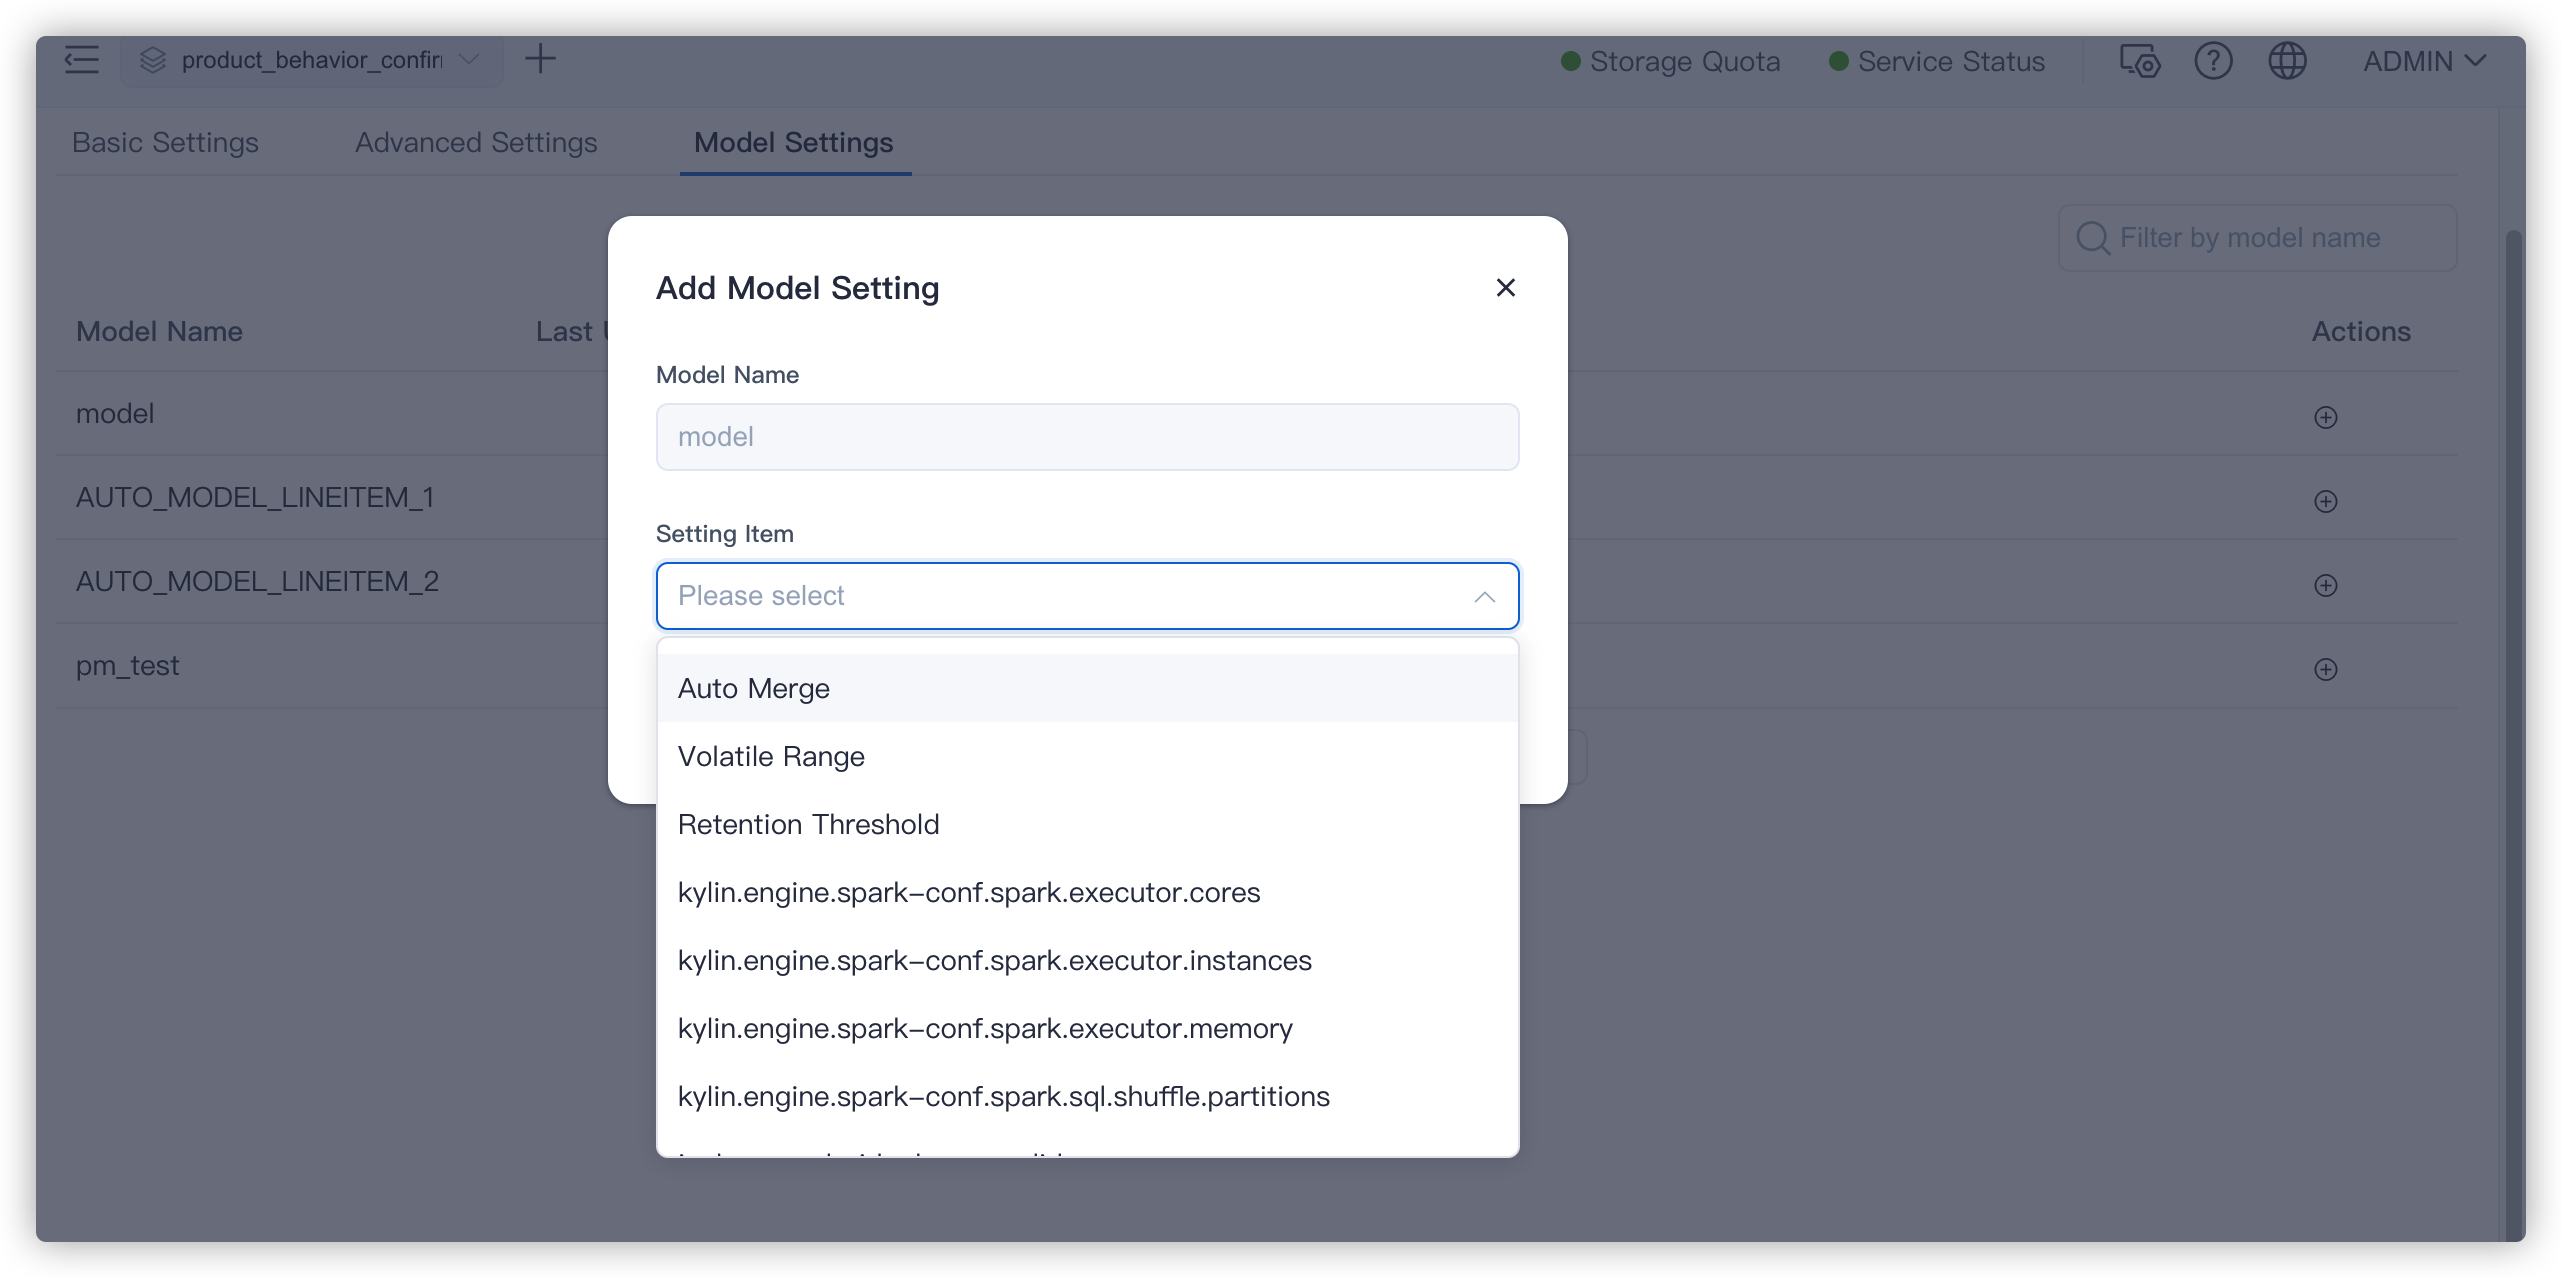 product_behavior_confir
Storage Quota
Service Status
ADMIN
Basic Settings
Advanced Settings
Model Settings
Filter by model name
Model Name
Last
Actions
model
AUTO_MODEL_LINEITEM_1
AUTO_MODEL_LINEITEM_2
pm_test
Add Model Setting
Model Name
model
Setting Item
Please select
Auto Merge
Volatile Range
Retention Threshold
kylin.engine.spark-conf.spark.executor.cores
kylin.engine.spark-conf.spark.executor.instances
kylin.engine.spark-conf.spark.executor.memory
kylin.engine.spark-conf.spark.sql.shuffle.partitions